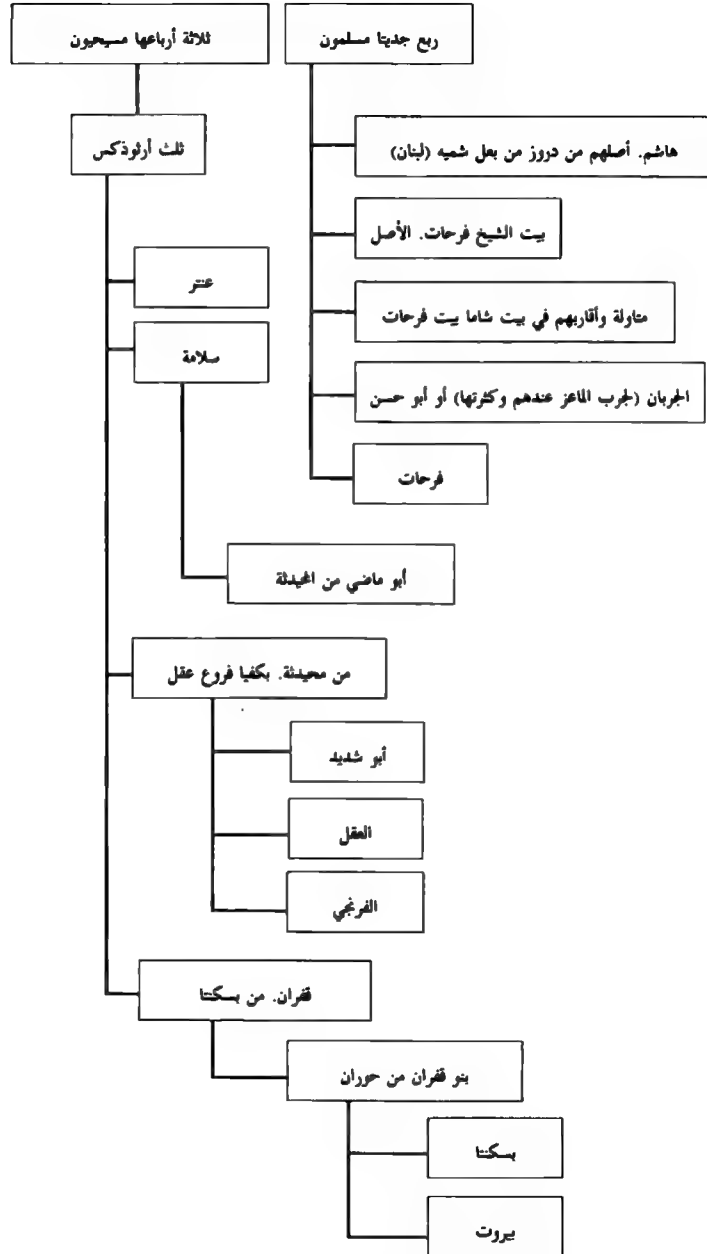 ربع جديتا مسلمون
هاشم. أصلهم من دروز من بعل شميه (لبنان)
بيت الشيخ فرحات. الأصل
متاولة وأقاربهم في بيت شاما بيت فرحات
الجربان (لجرب الماعز عندهم وكثرتها) أو أبو حسن
فرحات
ثلاثة أرباعها مسيحيون
ثلث أرثوذكس
عنتر
سلامة
أبو ماضي من المحيدثة
من محيدثة. بكفيا فروع عقل
أبو شديد
العقل
الفرنجي
قفران. من بسكنتا
بنو قفران من حوران
بسكنتا
بيروت